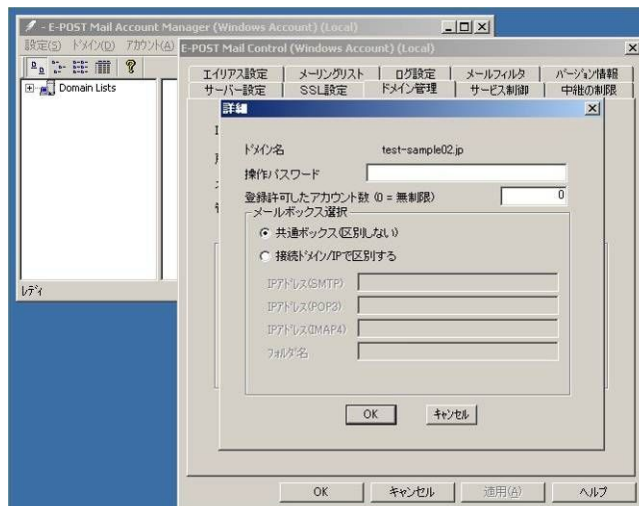 - E-POST Mail Account Manager (Windows Account) (Local)
設定(S) ドメイン(D) アカウント(A)
Domain Lists
レディ
E-POST Mail Control (Windows Account) (Local)
エイリアス設定 メーリングリスト ログ設定 メールフィルタ バージョン情報
サーバー設定 SSL設定 ドメイン管理 サービス制御 中継の制限
詳細
ドメイン名 test-sample02.jp
操作パスワード
登録許可したアカウント数 (0 = 無制限) 0
メールボックス選択
共通ボックス(区別しない)
接続ドメイン/IPで区別する
IPアドレス(SMTP)
IPアドレス(POP3)
IPアドレス(IMAP4)
フォルダ名
OK キャンセル
OK キャンセル 適用(A) ヘルプ